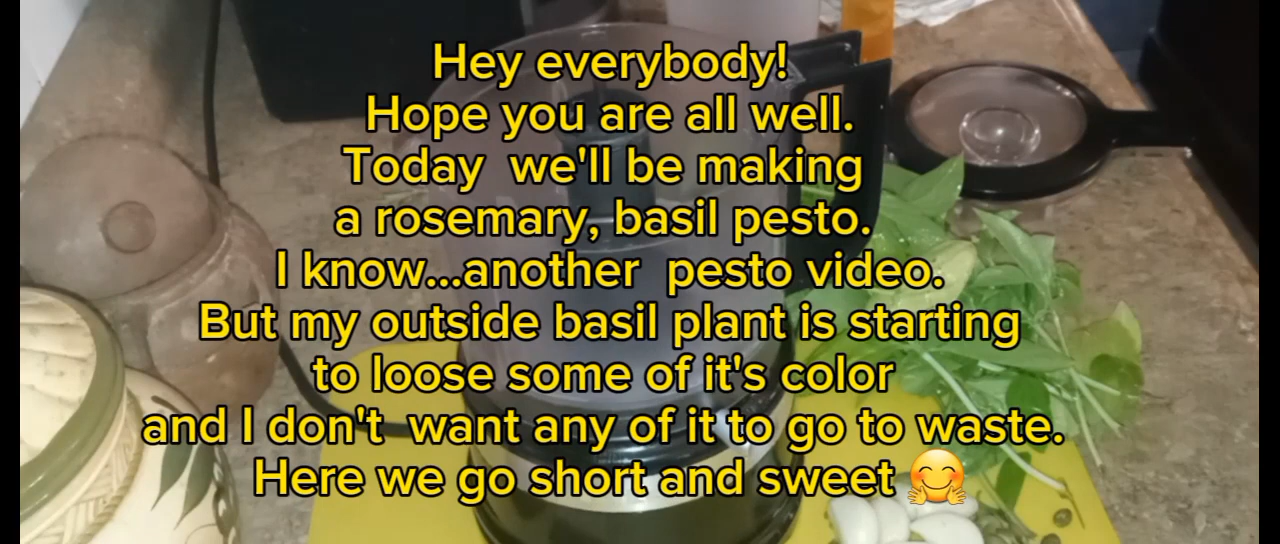 Hey everybody!
Hope you are all well.
Today  we'll be making
a rosemary, basil pesto.
I know...another  pesto video.
But my outside basil plant is starting
to loose some of it's color
and I don't  want any of it to go to waste.
Here we go short and sweet 🤗